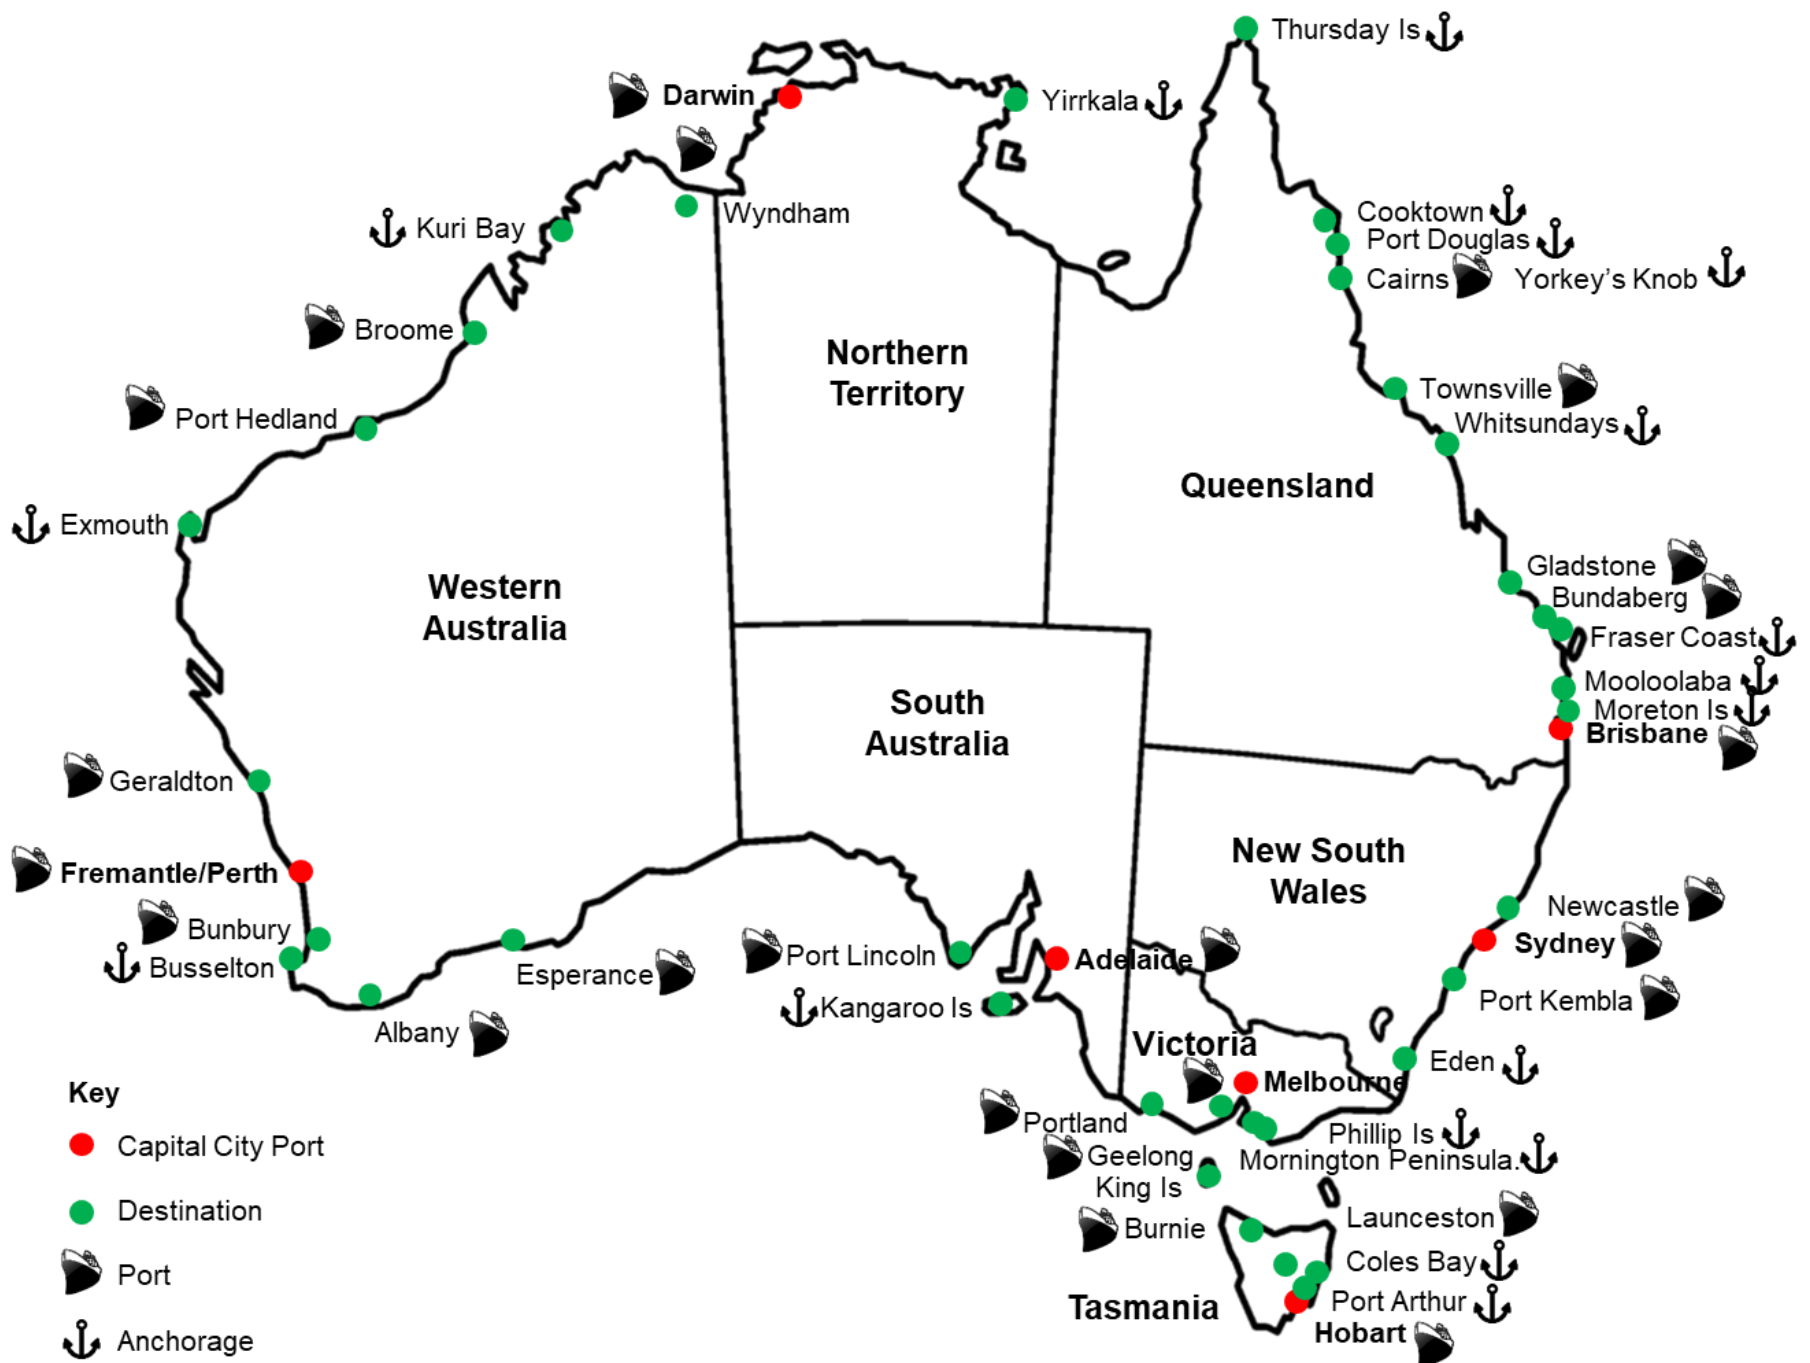 Thursday Is
Darwin
Yirrkala
Wyndham
Kuri Bay
Cooktown
Port Douglas
Cairns
Yorkey's Knob
Broome
Northern
Territory
Townsville
Whitsundays
Port Hedland
Queensland
Exmouth
Western
Australia
Gladstone
Bundaberg
Fraser Coast
Mooloolaba
Moreton Is
Brisbane
South
Australia
Geraldton
Fremantle/Perth
New South
Wales
Newcastle
Sydney
Bunbury
Busselton
Esperance
Port Lincoln
Adelaide
Kangaroo Is
Port Kembla
Albany
Victoria
Eden
Melbourne
Key
Capital City Port
Destination
Port
Anchorage
Portland
Phillip Is
Geelong
Mornington Peninsula.
King Is
Burnie
Launceston
Coles Bay
Tasmania
Port Arthur
Hobart